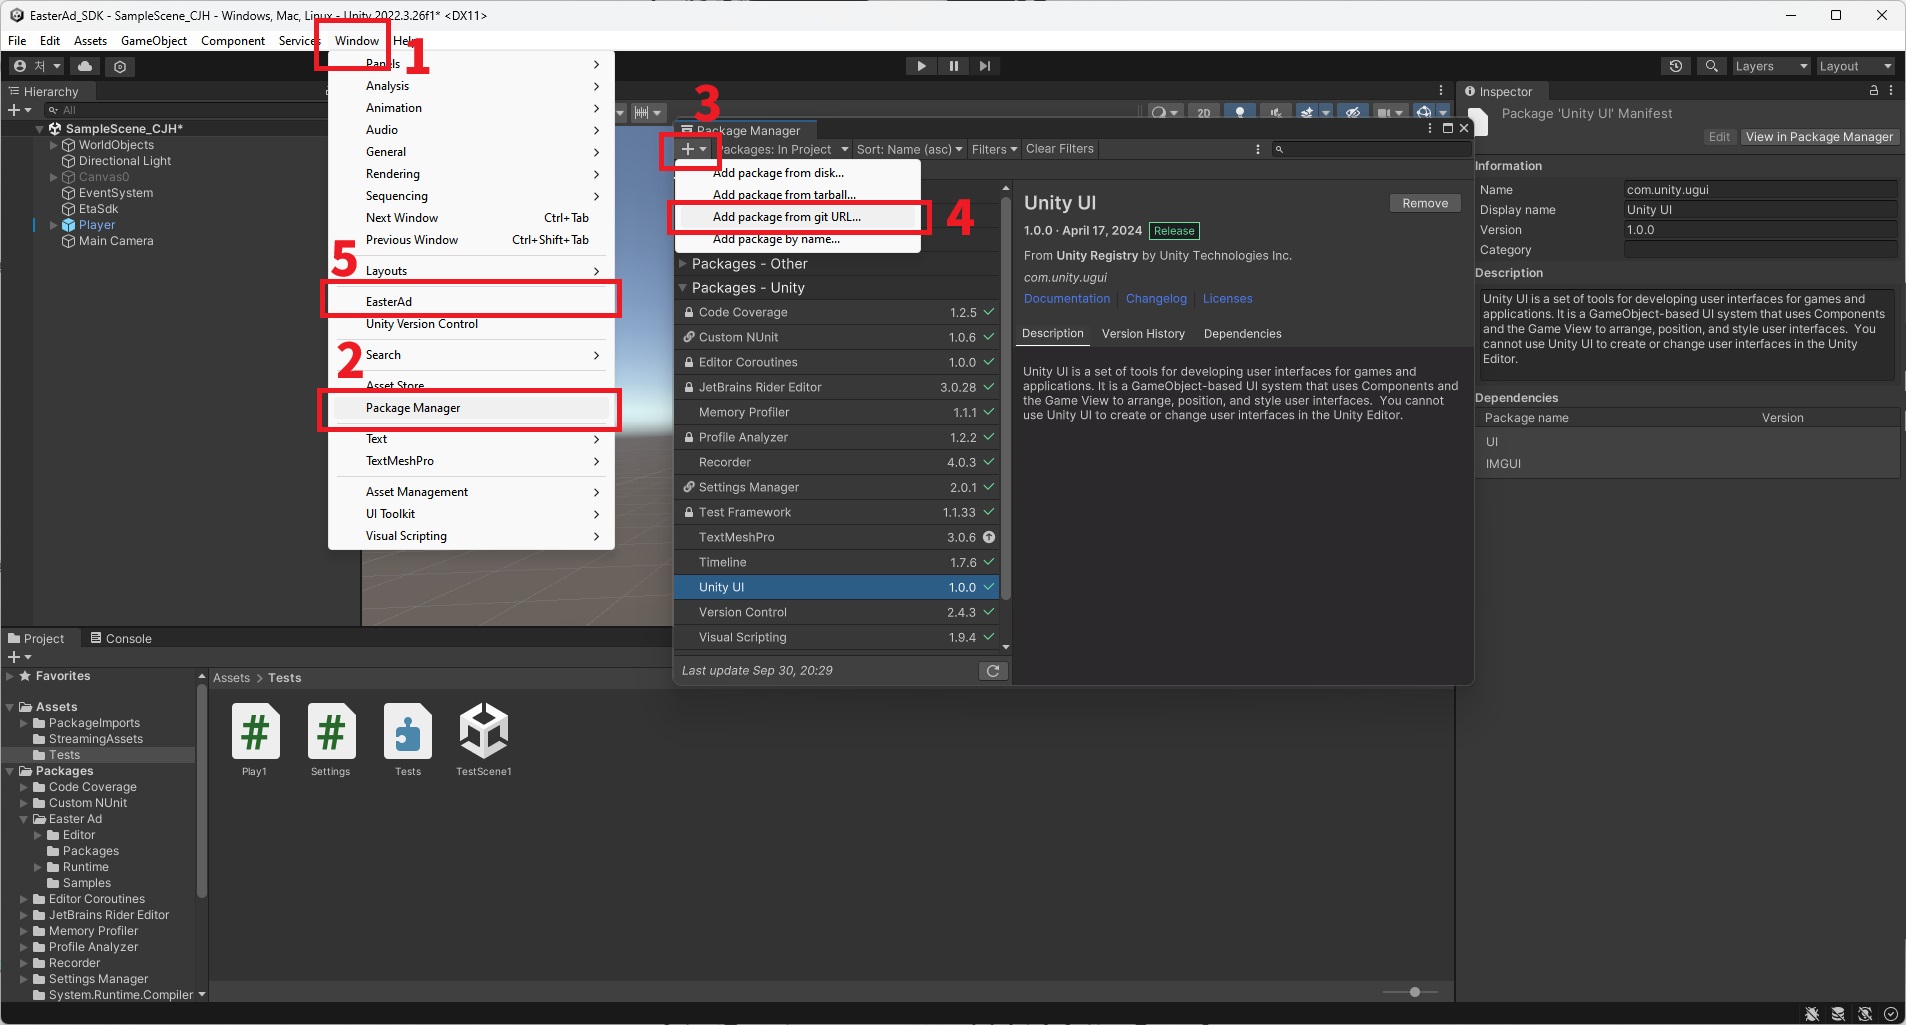 EasterAd_SDK - SampleScene_CJH - Windows, Mac, Linux - Unity 2022.3.26f1* <DX11>
File Edit Assets GameObject Component Services Window Help
1
처
Layers
Layout
Hierarchy
All
SampleScene_CJH*
WorldObjects
Directional Light
Canvas0
EventSystem
EtaSdk
Player
Main Camera
Panels
Analysis
Animation
Audio
General
Rendering
Sequencing
Next Window Ctrl+Tab
Previous Window Ctrl+Shift+Tab
5
Layouts
EasterAd
Unity Version Control
Search
2
Asset Store
Package Manager
Text
TextMeshPro
Asset Management
UI Toolkit
Visual Scripting
2D
3
Package Manager
Packages: In Project
Sort: Name (asc)
Filters
Clear Filters
Add package from disk...
Add package from tarball...
Add package from git URL...
4
Add package by name...
Packages - Other
Packages - Unity
Code Coverage 1.2.5
Custom NUnit 1.0.6
Editor Coroutines 1.0.0
JetBrains Rider Editor 3.0.28
Memory Profiler 1.1.1
Profile Analyzer 1.2.2
Recorder 4.0.3
Settings Manager 2.0.1
Test Framework 1.1.33
TextMeshPro 3.0.6
Timeline 1.7.6
Unity UI 1.0.0
Version Control 2.4.3
Visual Scripting 1.9.4
Last update Sep 30, 20:29
Unity UI
Remove
1.0.0 · April 17, 2024 Release
From Unity Registry by Unity Technologies Inc.
com.unity.ugui
Documentation Changelog Licenses
Description Version History Dependencies
Unity UI is a set of tools for developing user interfaces for games and
applications. It is a GameObject-based UI system that uses Components and
the Game View to arrange, position, and style user interfaces. You cannot
use Unity UI to create or change user interfaces in the Unity Editor.
Inspector
Package 'Unity UI' Manifest
Edit
View in Package Manager
Information
Name com.unity.ugui
Display name Unity UI
Version 1.0.0
Category
Description
Unity UI is a set of tools for developing user interfaces for games and
applications. It is a GameObject-based UI system that uses Components
and the Game View to arrange, position, and style user interfaces. You
cannot use Unity UI to create or change user interfaces in the Unity
Editor.
Dependencies
Package name Version
UI
IMGUI
Project
Console
Favorites
Assets
PackageImports
StreamingAssets
Tests
Packages
Code Coverage
Custom NUnit
Easter Ad
Editor
Packages
Runtime
Samples
Editor Coroutines
JetBrains Rider Editor
Memory Profiler
Profile Analyzer
Recorder
Settings Manager
System.Runtime.Compiler
Assets > Tests
Play1
Settings
Tests
TestScene1